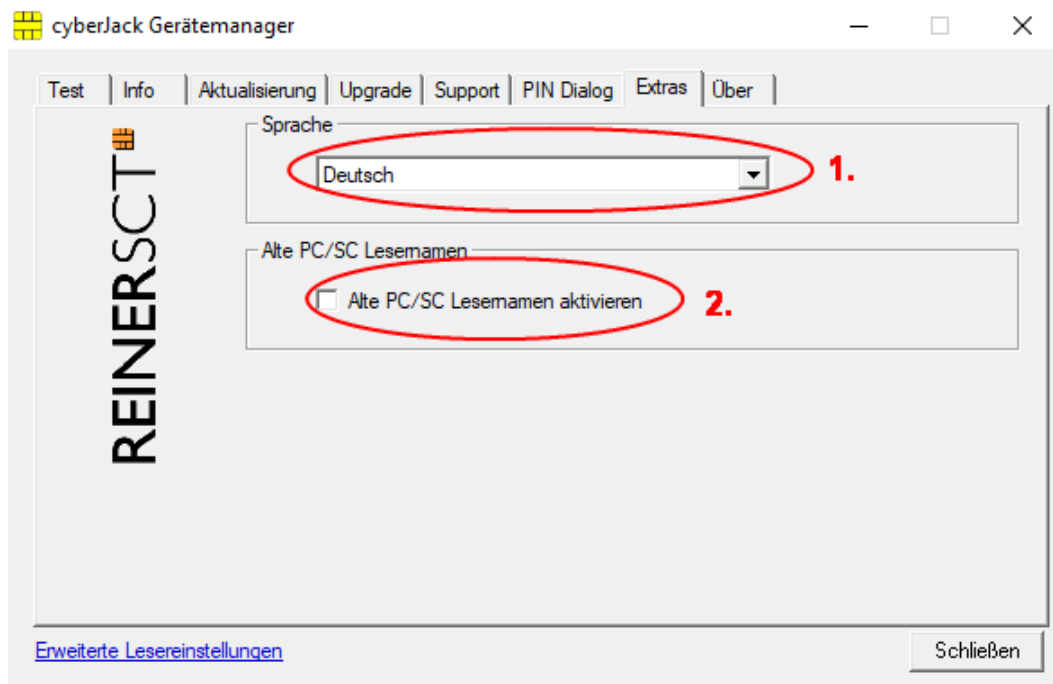 cyberJack Gerätemanager
Test Info Aktualisierung Upgrade Support PIN Dialog Extras Über
REINERSCT
Sprache
Deutsch
1.
Alte PC/SC Lesernamen
Alte PC/SC Lesernamen aktivieren
2.
Erweiterte Lesereinstellungen
Schließen